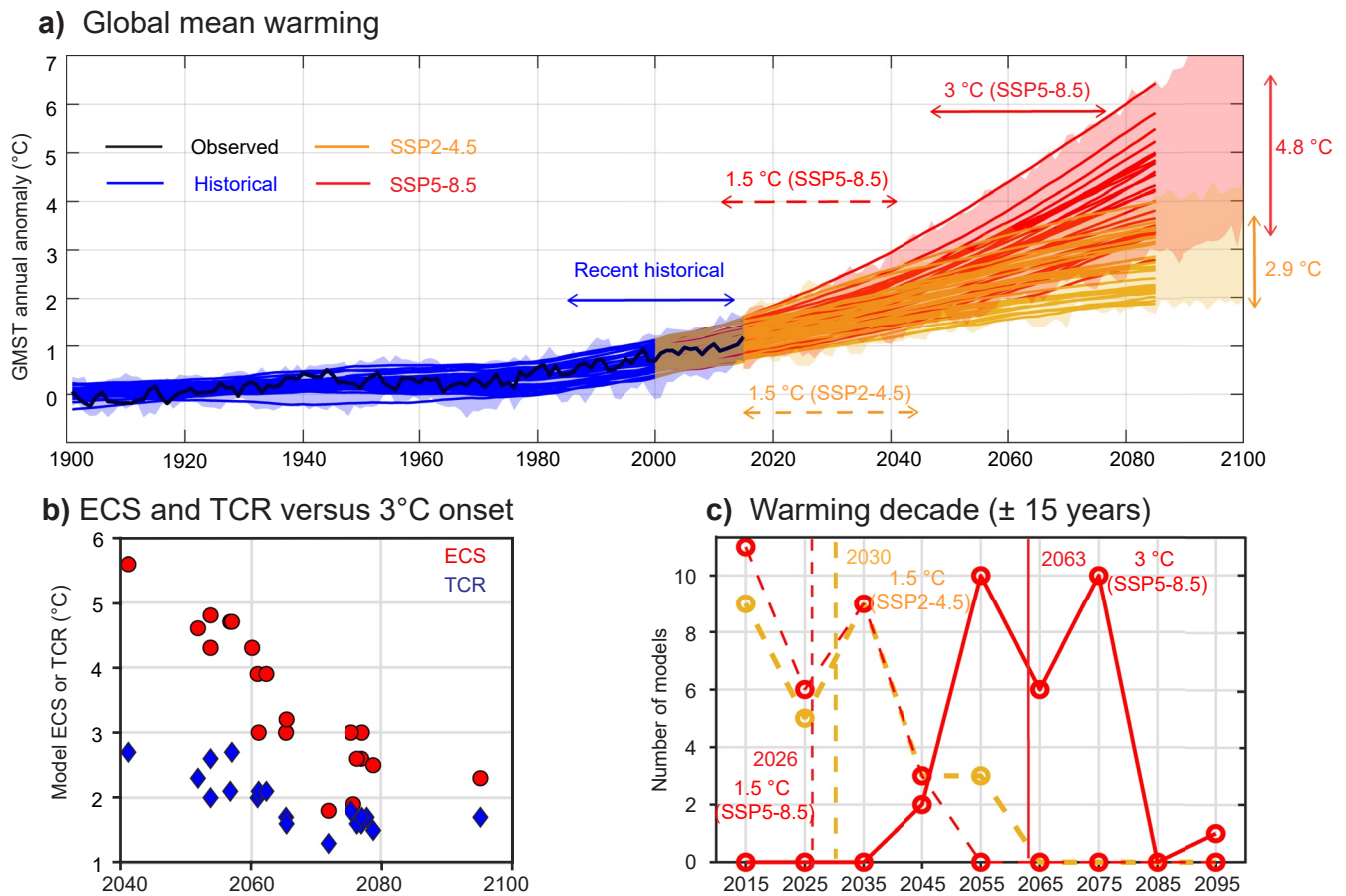 a) Global mean warming
GMST annual anomaly (°C)
7
6
5
4
3
2
1
0
Observed
SSP2-4.5
Historical
SSP5-8.5
3 °C (SSP5-8.5)
1.5 °C (SSP5-8.5)
Recent historical
1.5 °C (SSP2-4.5)
4.8 °C
2.9 °C
1900 1920 1940 1960 1980 2000 2020 2040 2060 2080 2100
b) ECS and TCR versus 3°C onset
Model ECS or TCR (°C)
6
5
4
3
2
1
ECS
TCR
2040 2060 2080 2100
c) Warming decade (± 15 years)
Number of models
10
8
6
4
2
0
2030
1.5 °C
(SSP2-4.5)
2063
3 °C
(SSP5-8.5)
2026
1.5 °C
(SSP5-8.5)
2015 2025 2035 2045 2055 2065 2075 2085 2095